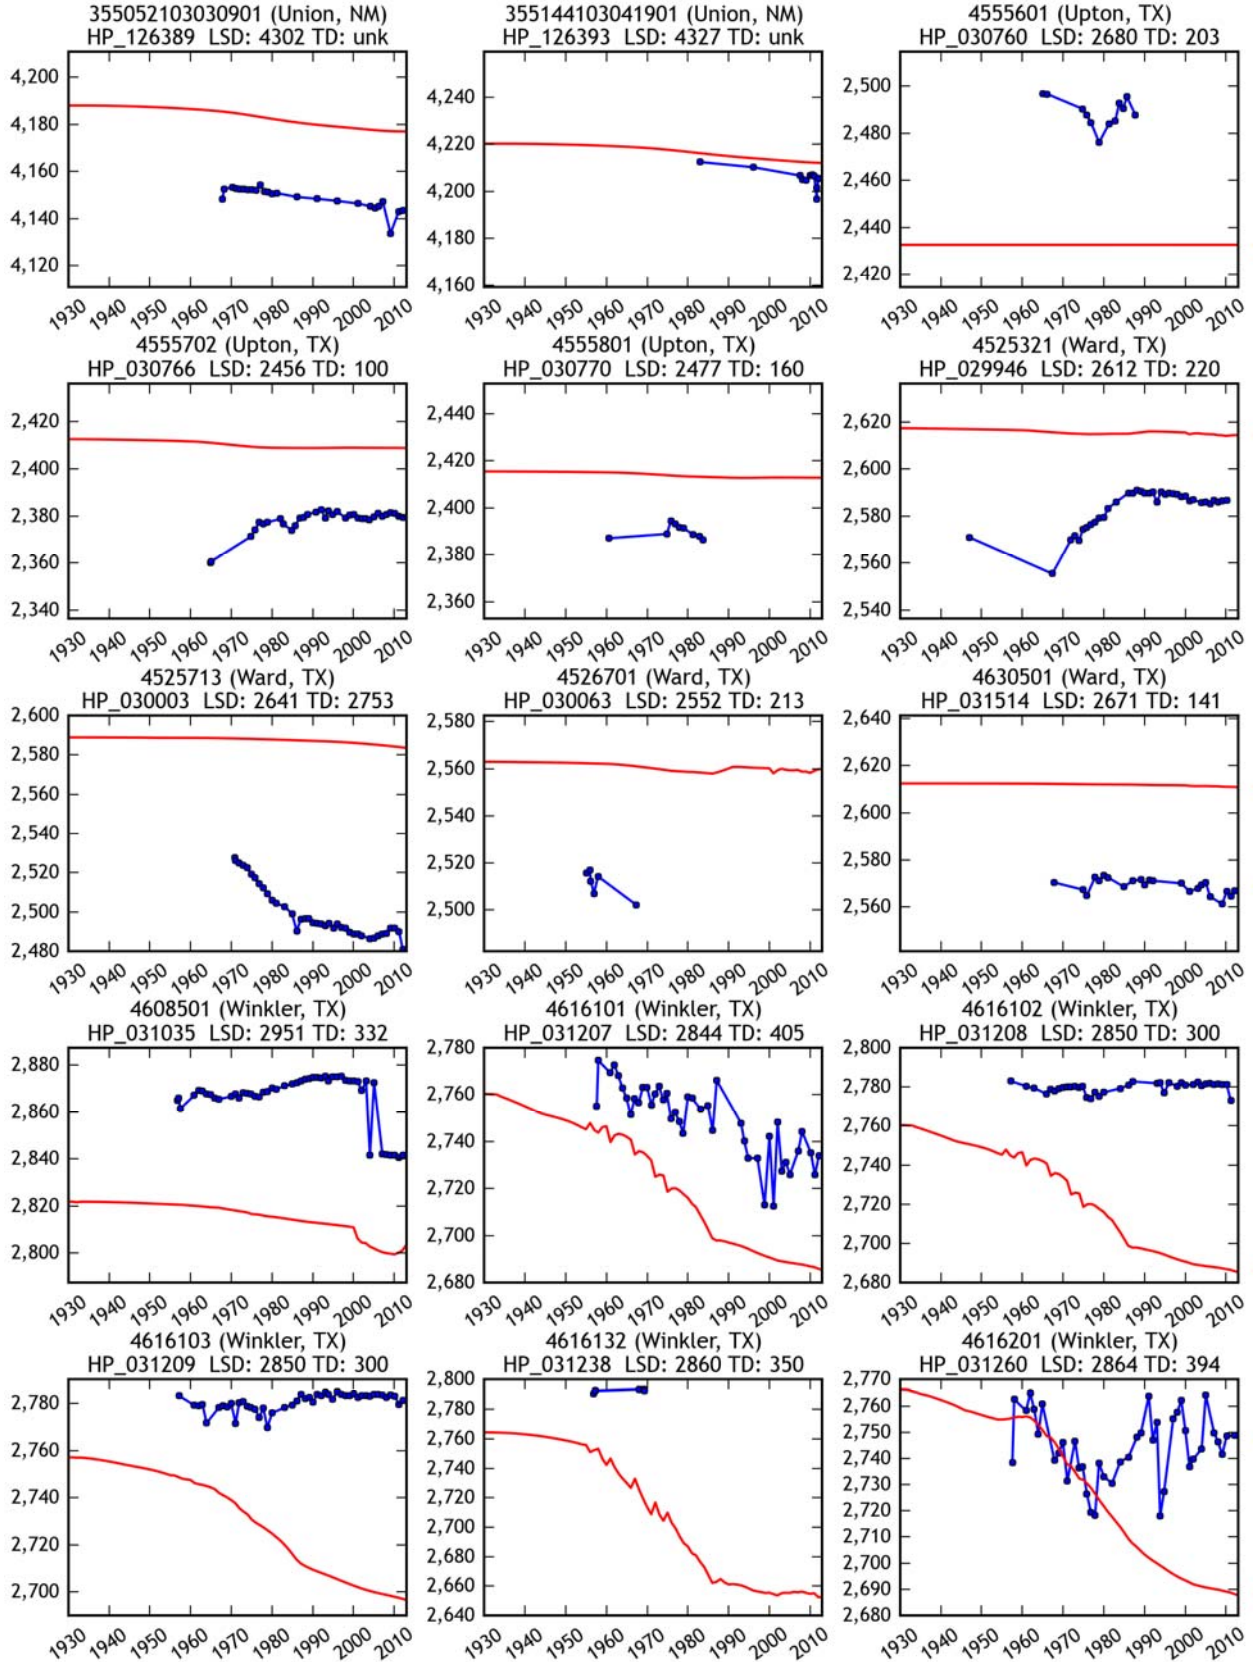 355052103030901 (Union, NM)
HP_126389 LSD: 4302 TD: unk
4,200
4,180
4,160
4,140
4,120
1930 1940 1950 1960 1970 1980 1990 2000 2010
355144103041901 (Union, NM)
HP_126393 LSD: 4327 TD: unk
4,240
4,220
4,200
4,180
4,160
1930 1940 1950 1960 1970 1980 1990 2000 2010
4555601 (Upton, TX)
HP_030760 LSD: 2680 TD: 203
2,500
2,480
2,460
2,440
2,420
1930 1940 1950 1960 1970 1980 1990 2000 2010
4555702 (Upton, TX)
HP_030766 LSD: 2456 TD: 100
2,420
2,400
2,380
2,360
2,340
1930 1940 1950 1960 1970 1980 1990 2000 2010
4555801 (Upton, TX)
HP_030770 LSD: 2477 TD: 160
2,440
2,420
2,400
2,380
2,360
1930 1940 1950 1960 1970 1980 1990 2000 2010
4525321 (Ward, TX)
HP_029946 LSD: 2612 TD: 220
2,620
2,600
2,580
2,560
2,540
1930 1940 1950 1960 1970 1980 1990 2000 2010
4525713 (Ward, TX)
HP_030003 LSD: 2641 TD: 2753
2,600
2,580
2,560
2,540
2,520
2,500
2,480
1930 1940 1950 1960 1970 1980 1990 2000 2010
4526701 (Ward, TX)
HP_030063 LSD: 2552 TD: 213
2,580
2,560
2,540
2,520
2,500
1930 1940 1950 1960 1970 1980 1990 2000 2010
4630501 (Ward, TX)
HP_031514 LSD: 2671 TD: 141
2,640
2,620
2,600
2,580
2,560
1930 1940 1950 1960 1970 1980 1990 2000 2010
4608501 (Winkler, TX)
HP_031035 LSD: 2951 TD: 332
2,880
2,860
2,840
2,820
2,800
1930 1940 1950 1960 1970 1980 1990 2000 2010
4616101 (Winkler, TX)
HP_031207 LSD: 2844 TD: 405
2,780
2,760
2,740
2,720
2,700
2,680
1930 1940 1950 1960 1970 1980 1990 2000 2010
4616102 (Winkler, TX)
HP_031208 LSD: 2850 TD: 300
2,800
2,780
2,760
2,740
2,720
2,700
2,680
1930 1940 1950 1960 1970 1980 1990 2000 2010
4616103 (Winkler, TX)
HP_031209 LSD: 2850 TD: 300
2,780
2,760
2,740
2,720
2,700
1930 1940 1950 1960 1970 1980 1990 2000 2010
4616132 (Winkler, TX)
HP_031238 LSD: 2860 TD: 350
2,800
2,780
2,760
2,740
2,720
2,700
2,680
2,660
2,640
1930 1940 1950 1960 1970 1980 1990 2000 2010
4616201 (Winkler, TX)
HP_031260 LSD: 2864 TD: 394
2,770
2,760
2,750
2,740
2,730
2,720
2,710
2,700
2,690
2,680
1930 1940 1950 1960 1970 1980 1990 2000 2010